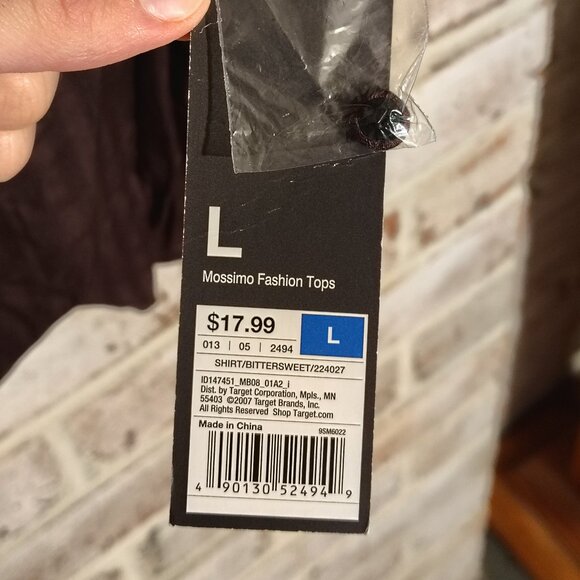 L
Mossimo Fashion Tops
$17.99
L
013 | 05 | 2494
SHIRT/BITTERSWEET/224027
ID147451_MB08_01A2_i
Dist. by Target Corporation, Mpls., MN
55403 ©2007 Target Brands, Inc.
All Rights Reserved Shop Target.com
Made in China 9SM6022
4 90130 52494 9